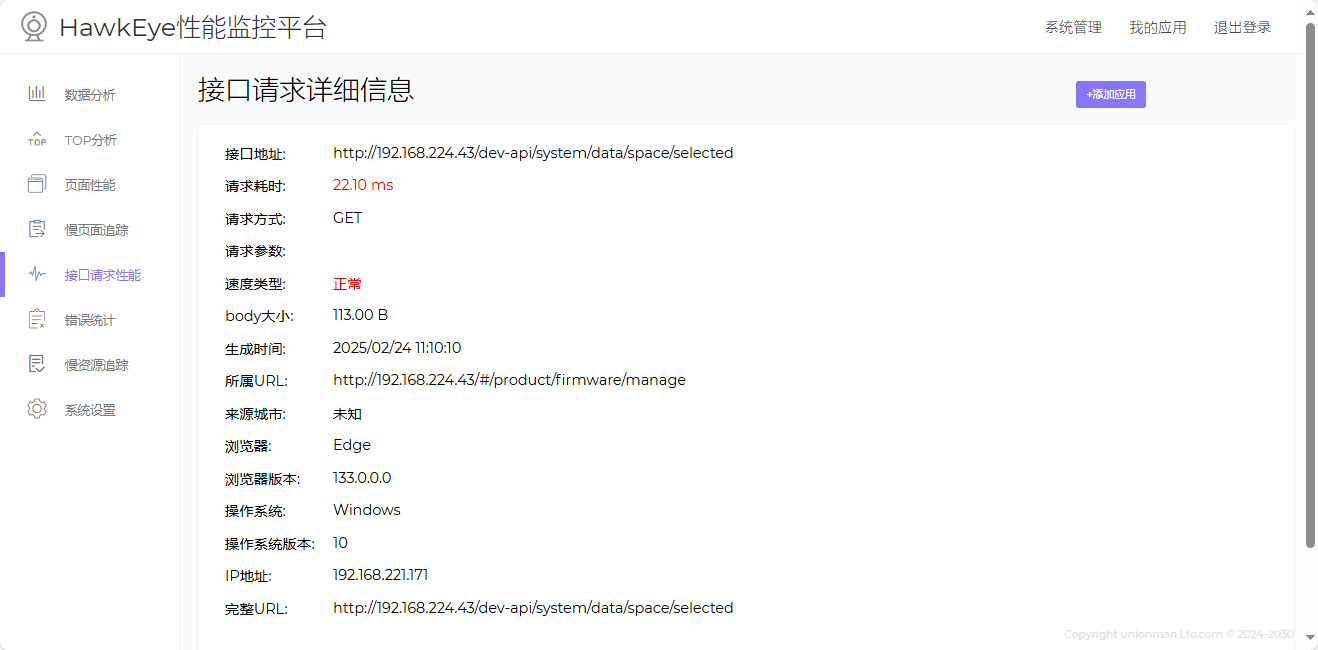 HawkEye性能监控平台
系统管理 我的应用 退出登录
数据分析
TOP分析
页面性能
慢页面追踪
接口请求性能
错误统计
慢资源追踪
系统设置
接口请求详细信息
+添加应用
接口地址: http://192.168.224.43/dev-api/system/data/space/selected
请求耗时: 22.10 ms
请求方式: GET
请求参数:
速度类型: 正常
body大小: 113.00 B
生成时间: 2025/02/24 11:10:10
所属URL: http://192.168.224.43/#/product/firmware/manage
来源城市: 未知
浏览器: Edge
浏览器版本: 133.0.0.0
操作系统: Windows
操作系统版本: 10
IP地址: 192.168.221.171
完整URL: http://192.168.224.43/dev-api/system/data/space/selected
Copyright unionman.Lto.com © 2024-2030